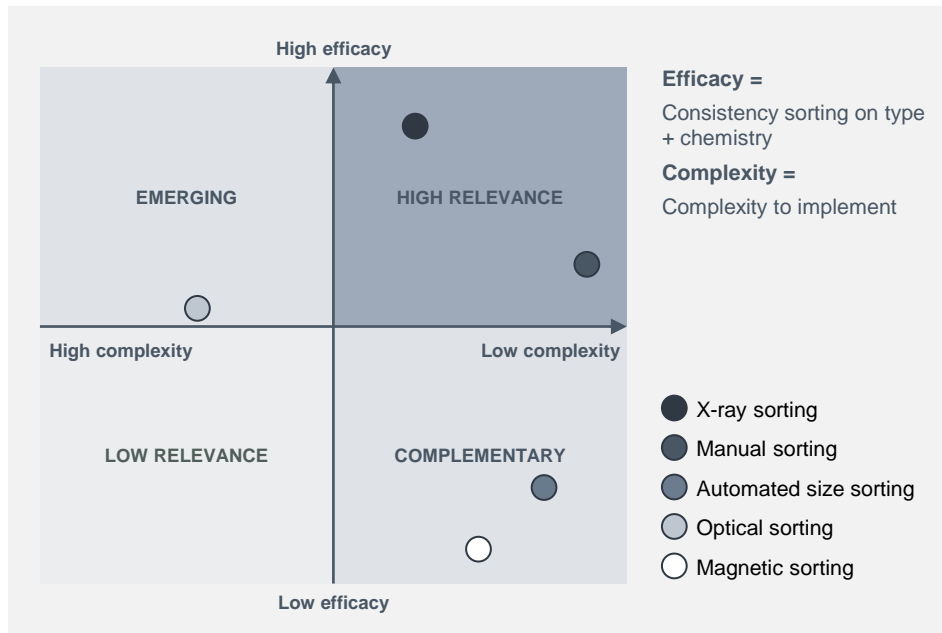 High efficacy
Efficacy =
Consistency sorting on type
+ chemistry
Complexity =
Complexity to implement
EMERGING
HIGH RELEVANCE
High complexity
Low complexity
LOW RELEVANCE
COMPLEMENTARY
Low efficacy
X-ray sorting
Manual sorting
Automated size sorting
Optical sorting
Magnetic sorting